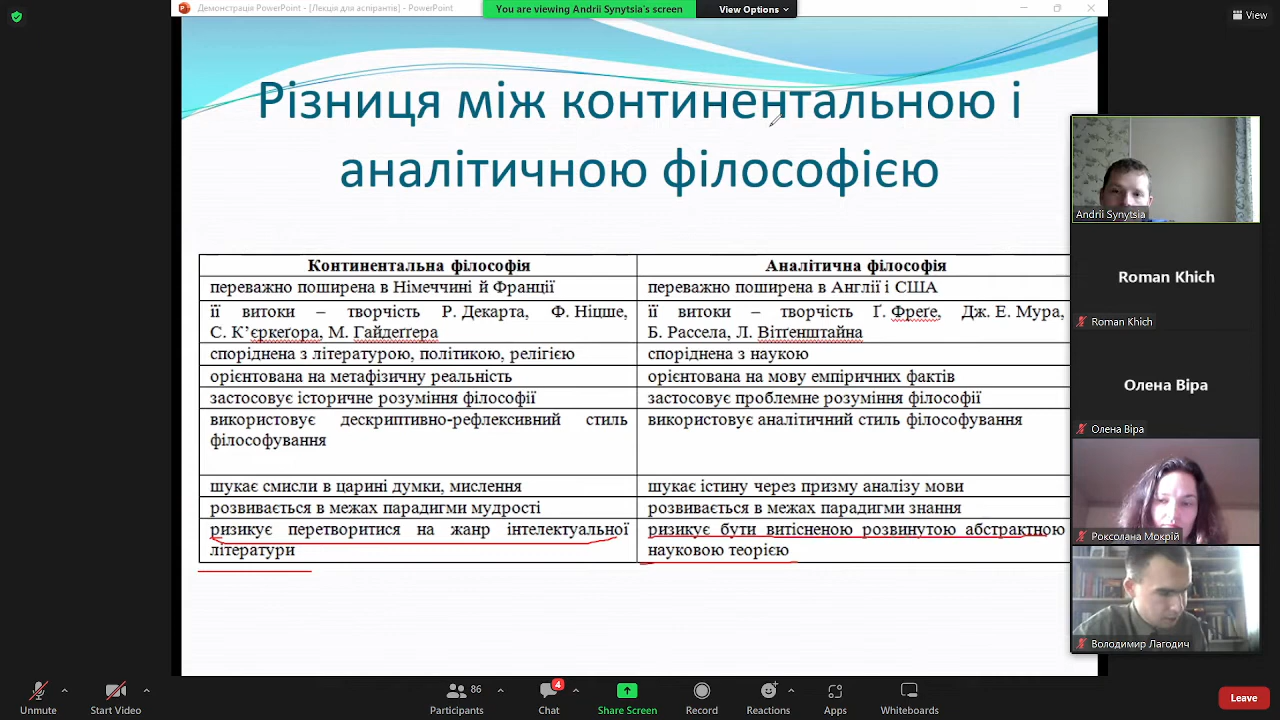 Демонстрація PowerPoint - [Лекція для аспірантів] - PowerPoint
You are viewing Andrii Synytsia's screen
View Options
View
Різниця між континентальною і
аналітичною філософією
Континентальна філософія
Аналітична філософія
переважно поширена в Німеччині й Франції
переважно поширена в Англії і США
її витоки – творчість Р. Декарта, Ф. Ніцше,
С. К’єркеґора, М. Гайдеґґера
її витоки – творчість Ґ. Фреґе, Дж. Е. Мура,
Б. Рассела, Л. Вітґенштайна
споріднена з літературою, політикою, релігією
споріднена з наукою
орієнтована на метафізичну реальність
орієнтована на мову емпіричних фактів
застосовує історичне розуміння філософії
застосовує проблемне розуміння філософії
використовує дескриптивно-рефлексивний стиль
філософування
використовує аналітичний стиль філософування
шукає смисли в царині думки, мислення
шукає істину через призму аналізу мови
розвивається в межах парадигми мудрості
розвивається в межах парадигми знання
ризикує перетворитися на жанр інтелектуальної
літератури
ризикує бути витісненою розвинутою абстрактною
науковою теорією
Andrii Synytsia
Roman Khich
Roman Khich
Олена Віра
Олена Віра
Роксолана Мокрій
Володимир Лагодич
Unmute
Start Video
86
Participants
4
Chat
Share Screen
Record
Reactions
Apps
Whiteboards
Leave